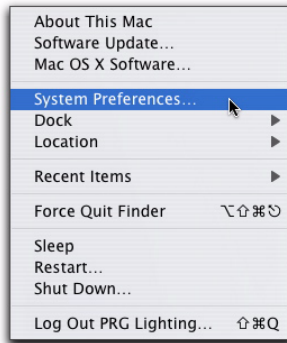 About This Mac
Software Update...
Mac OS X Software...
System Preferences...
Dock
Location
Recent Items
Force Quit Finder ⌥⇧⌘⎋
Sleep
Restart...
Shut Down...
Log Out PRG Lighting... ⇧⌘Q